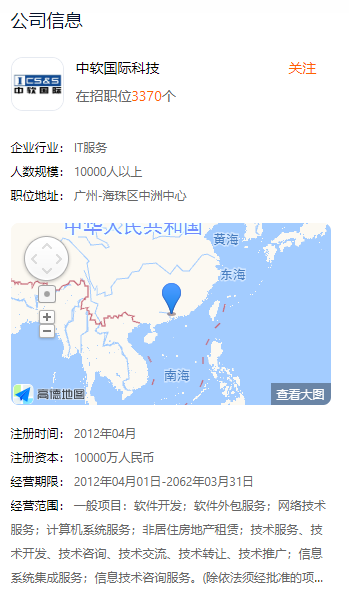 公司信息
ICS&S
中软国际
中软国际科技
关注
在招职位3370个
企业行业： IT服务
人数规模： 10000人以上
职位地址： 广州-海珠区中洲中心
中华人民共和国
黄海
东海
南海
高德地图
查看大图
注册时间： 2012年04月
注册资本： 10000万人民币
经营期限： 2012年04月01日-2062年03月31日
经营范围： 一般项目：软件开发；软件外包服务；网络技术
服务；计算机系统服务；非居住房地产租赁；技术服务、技
术开发、技术咨询、技术交流、技术转让、技术推广；信息
系统集成服务；信息技术咨询服务。(除依法须经批准的项...